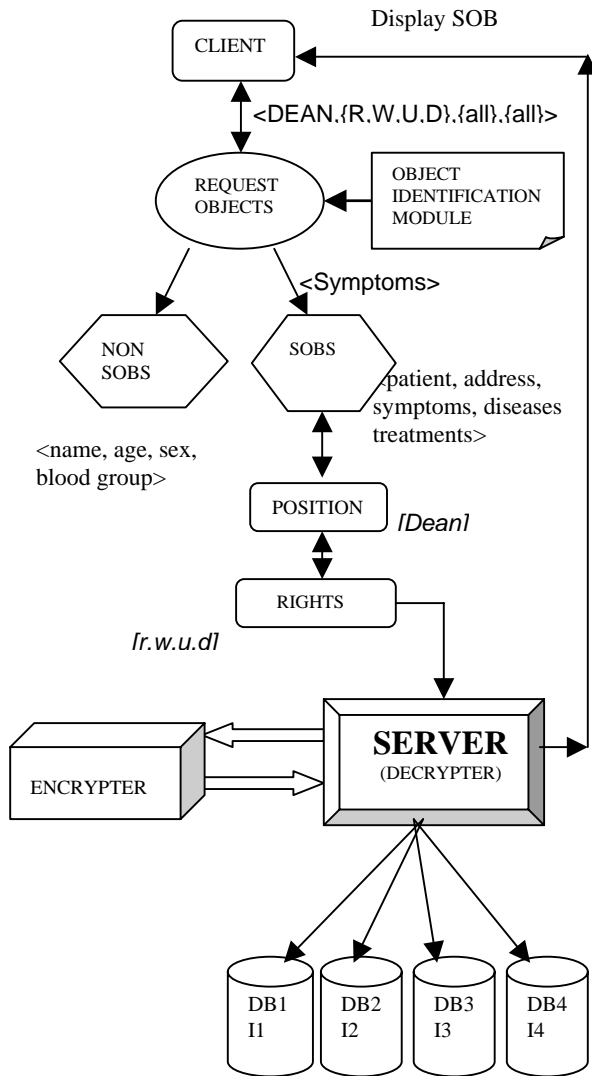 Display SOB
CLIENT
<DEAN,{R,W,U,D},{all},{all}>
REQUEST
OBJECTS
OBJECT
IDENTIFICATION
MODULE
<Symptoms>
NON
SOBS
SOBS
<patient, address,
symptoms, diseases
treatments>
<name, age, sex,
blood group>
POSITION
[Dean]
RIGHTS
[r.w.u.d]
SERVER
(DECRYPTER)
ENCRYPTER
DB1
I1
DB2
I2
DB3
I3
DB4
I4